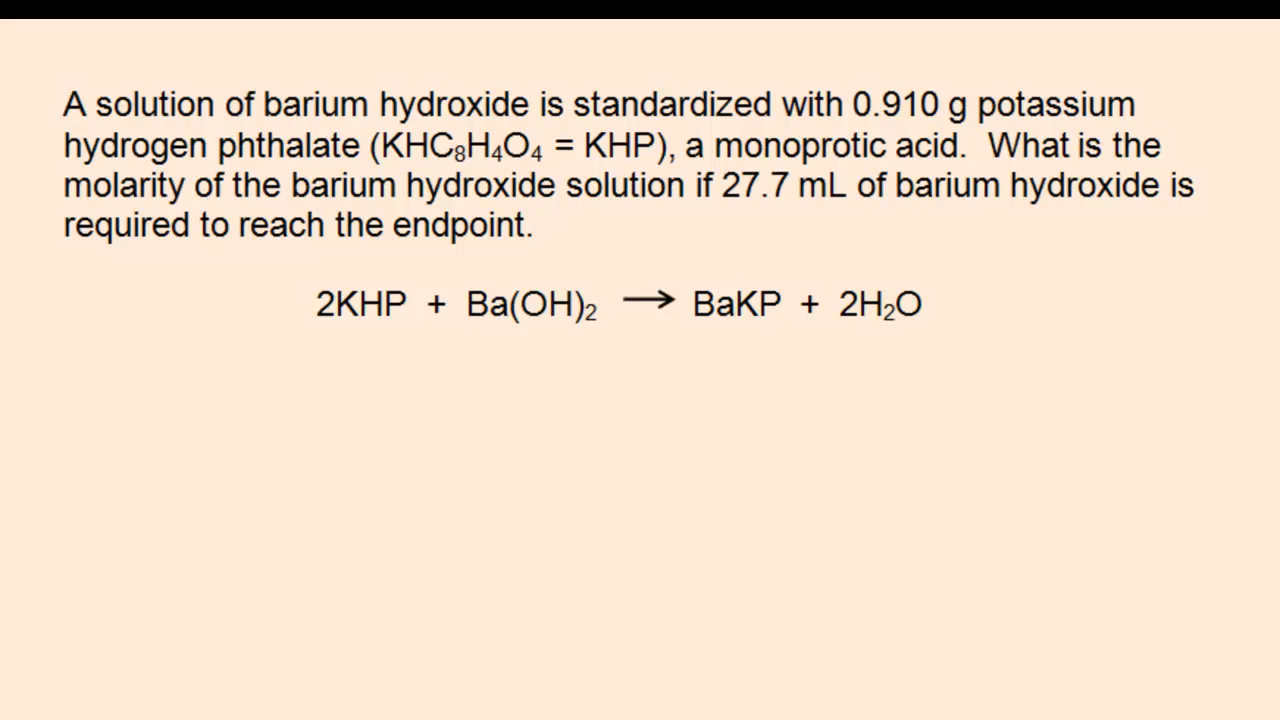 A solution of barium hydroxide is standardized with 0.910 g potassium
hydrogen phthalate (KHC₈H₄O₄ = KHP), a monoprotic acid.  What is the
molarity of the barium hydroxide solution if 27.7 mL of barium hydroxide is
required to reach the endpoint.
2KHP + Ba(OH)₂ → BaKP + 2H₂O